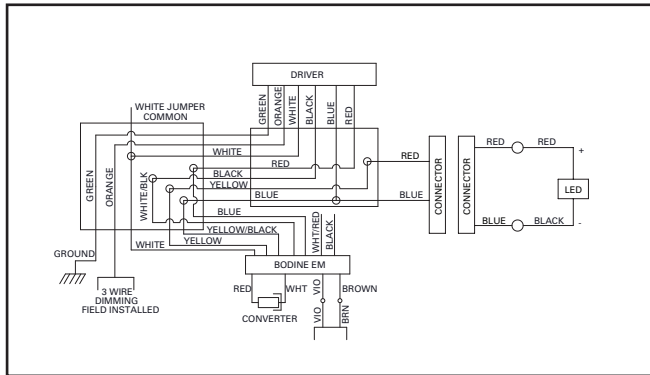 DRIVER
GREEN
ORANGE
WHITE
BLACK
BLUE
RED
WHITE JUMPER
COMMON
WHITE
RED
BLACK
YELLOW
BLUE
RED
BLUE
CONNECTOR
CONNECTOR
RED
RED
+
LED
BLUE
BLACK
-
GREEN
ORANGE
WHITE/BLK
BLUE
YELLOW/BLACK
YELLOW
WHITE
WHT/RED
BLACK
GROUND
BODINE EM
3 WIRE
DIMMING
FIELD INSTALLED
RED
WHT
VIO
BROWN
CONVERTER
VIO
BRN